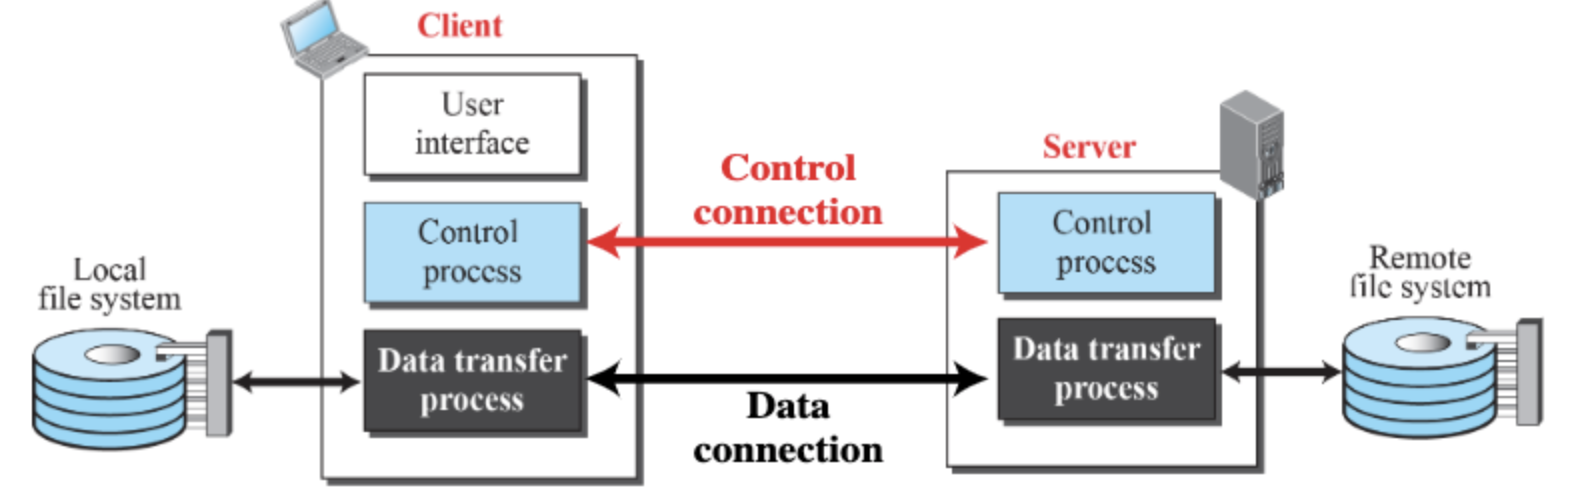 Client
User
interface
Control
process
Data transfer
process
Local
file system
Control
connection
Data
connection
Server
Control
process
Data transfer
process
Remote
file system